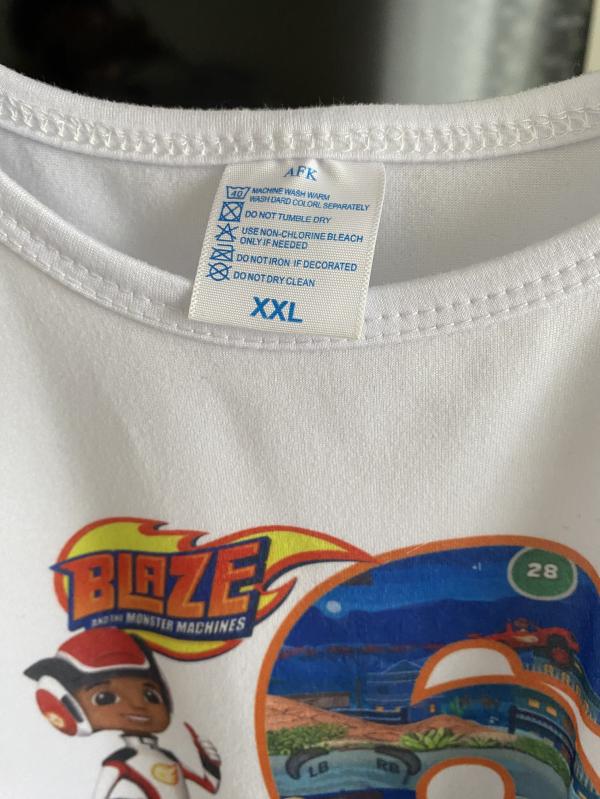 AFK
40
MACHINE WASH WARM
WASH DARD COLORL SEPARATELY
DO NOT TUMBLE DRY
USE NON-CHLORINE BLEACH
ONLY IF NEEDED
DO NOT IRON IF DECORATED
DO NOT DRY CLEAN
XXL
BLAZE
AND THE MONSTER MACHINES
28
LB
RB